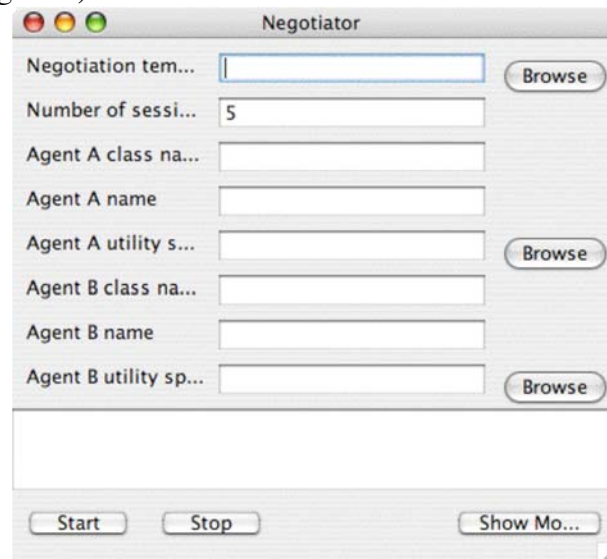 Negotiator
Negotiation tem... Browse
Number of sessi... 5
Agent A class na...
Agent A name
Agent A utility s... Browse
Agent B class na...
Agent B name
Agent B utility sp... Browse
Start Stop Show Mo...